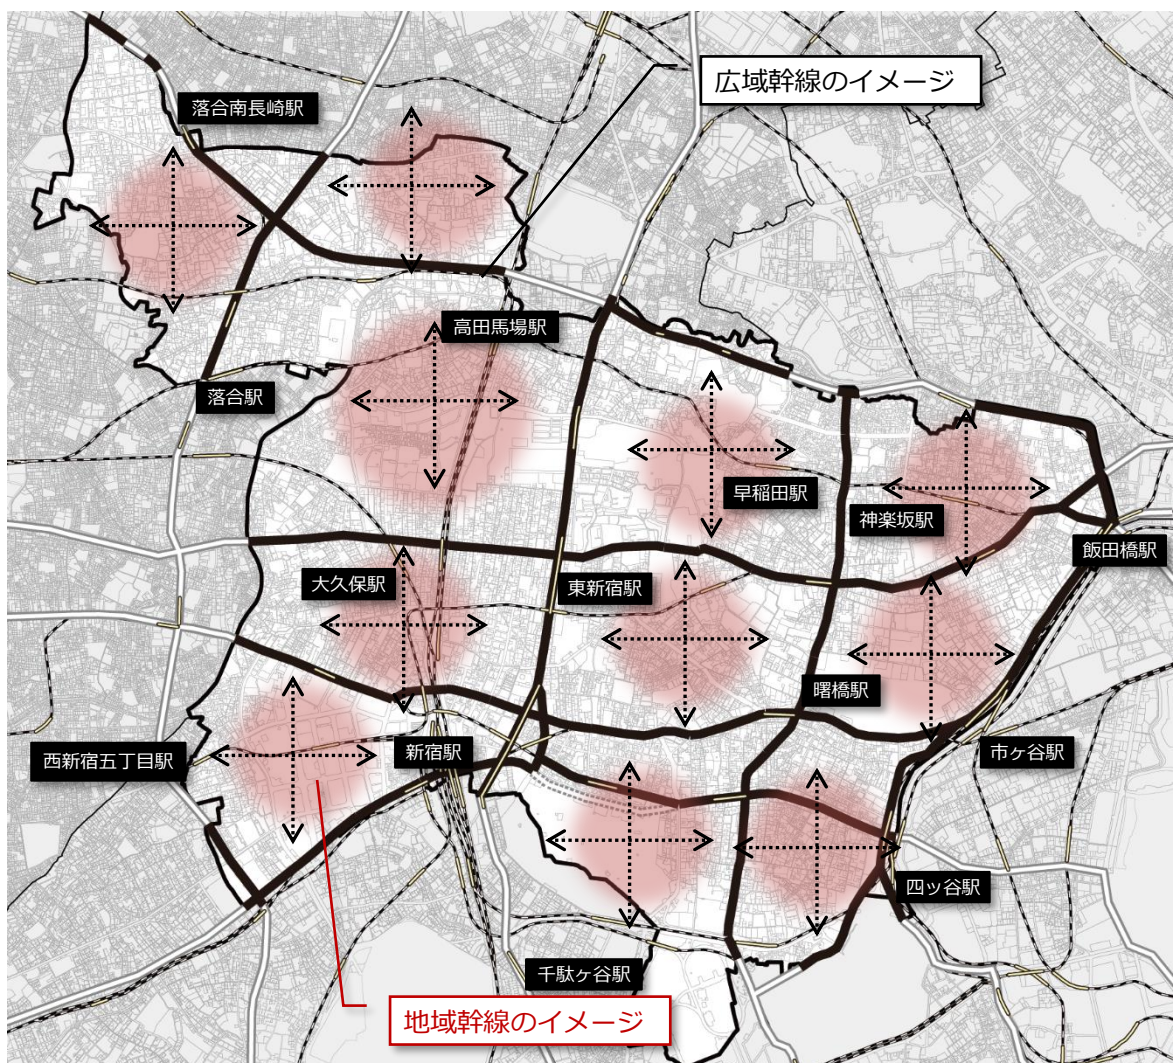 広域幹線のイメージ
落合南長崎駅
高田馬場駅
落合駅
早稲田駅
神楽坂駅
飯田橋駅
大久保駅
東新宿駅
曙橋駅
市ヶ谷駅
新宿駅
西新宿五丁目駅
四ッ谷駅
千駄ヶ谷駅
地域幹線のイメージ